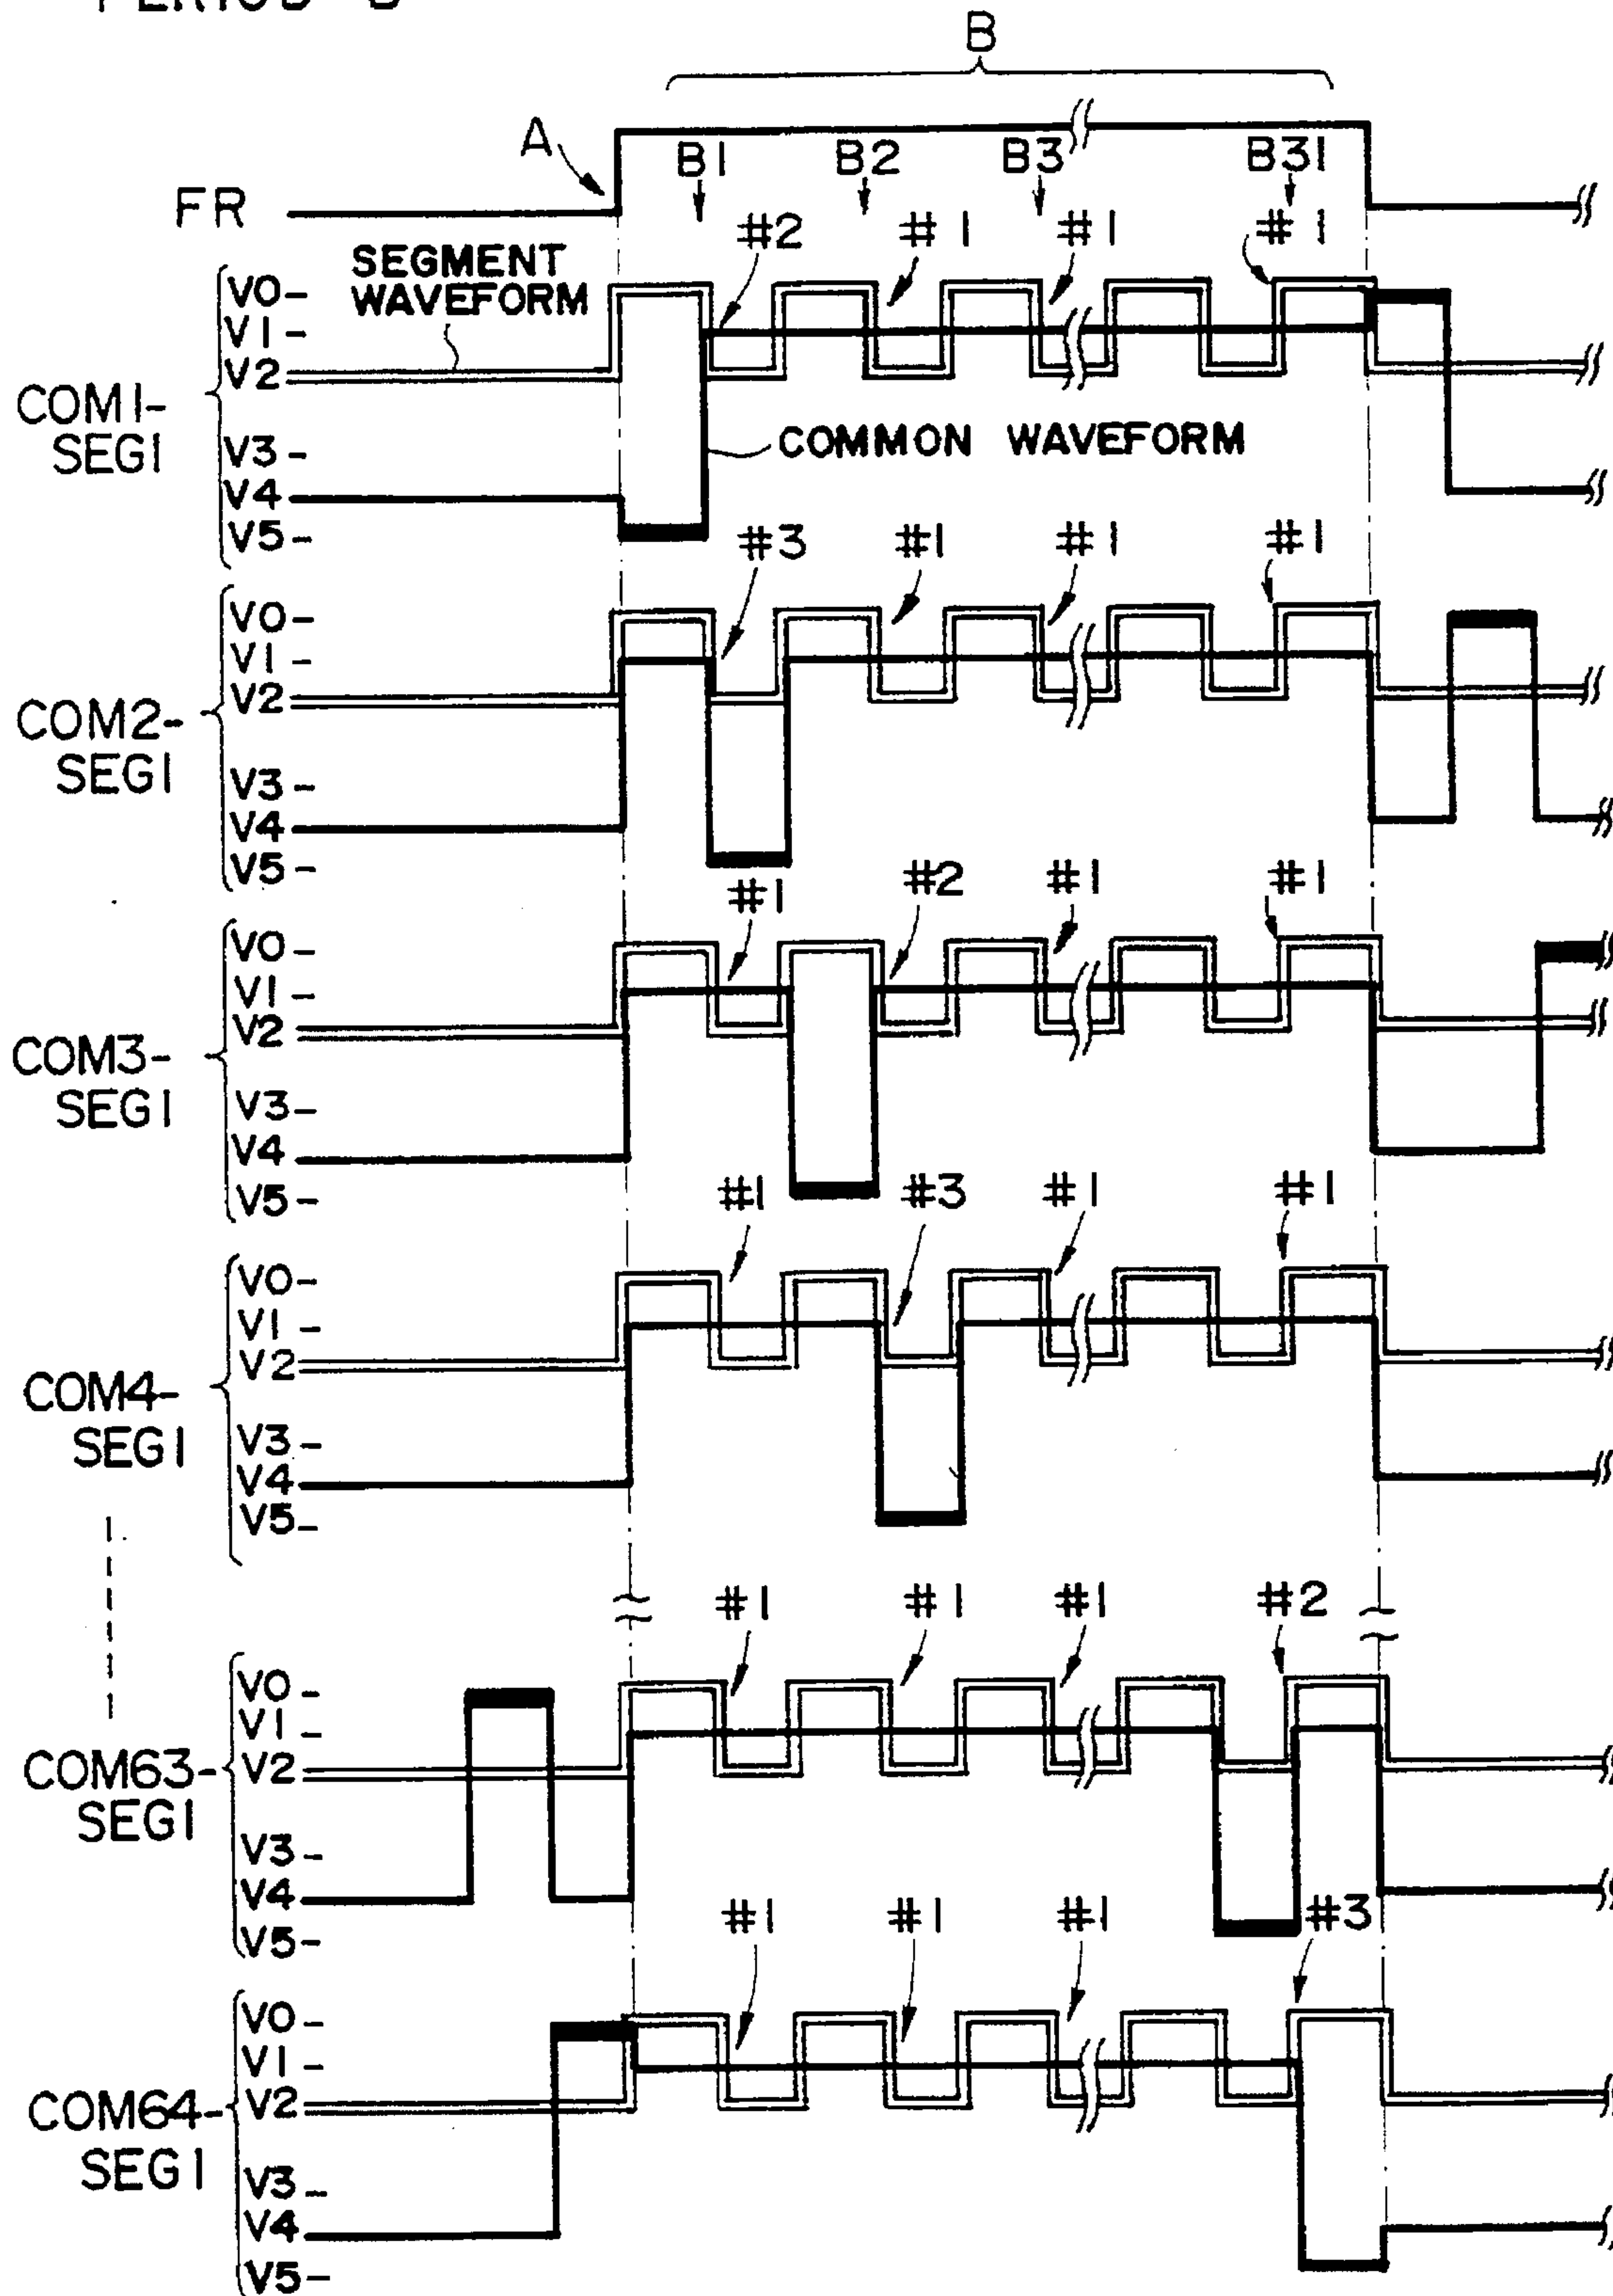 B
A
B1 B2 B3 B31
FR
#2 #1 #1 #1
SEGMENT
WAVEFORM
V0
V1
V2
COM1-
SEG1
V3
COMMON WAVEFORM
V4
V5
#3 #1 #1 #1
V0
V1
V2
COM2-
SEG1
V3
V4
V5
#1 #2 #1 #1
V0
V1
V2
COM3-
SEG1
V3
V4
V5
#1 #3 #1 #1
V0
V1
V2
COM4-
SEG1
V3
V4
V5
#1 #1 #1 #2
V0
V1
V2
COM63-
SEG1
V3
V4
V5
#1 #1 #1 #3
V0
V1
V2
COM64-
SEG1
V3
V4
V5